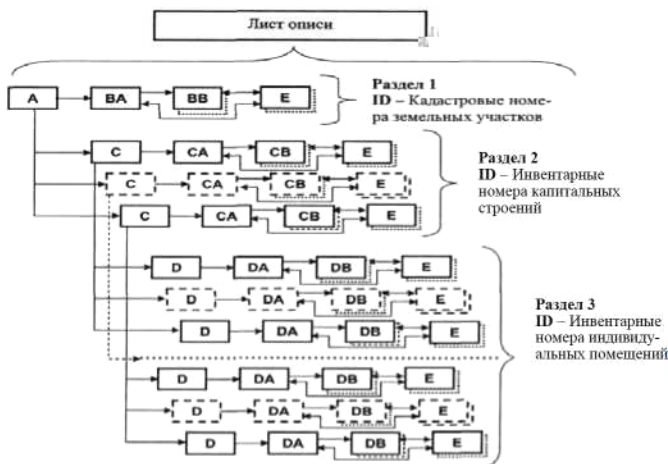 Лист описи
A BA BB E
Раздел 1
ID – Кадастровые номе-
ра земельных участков
C CA CB E
C CA CB E
C CA CB E
Раздел 2
ID – Инвентарные
номера капитальных
строений
D DA DB E
D DA DB E
D DA DB E
Раздел 3
ID – Инвентарные
номера индивиду-
альных помещений
D DA DB E
D DA DB E
D DA DB E